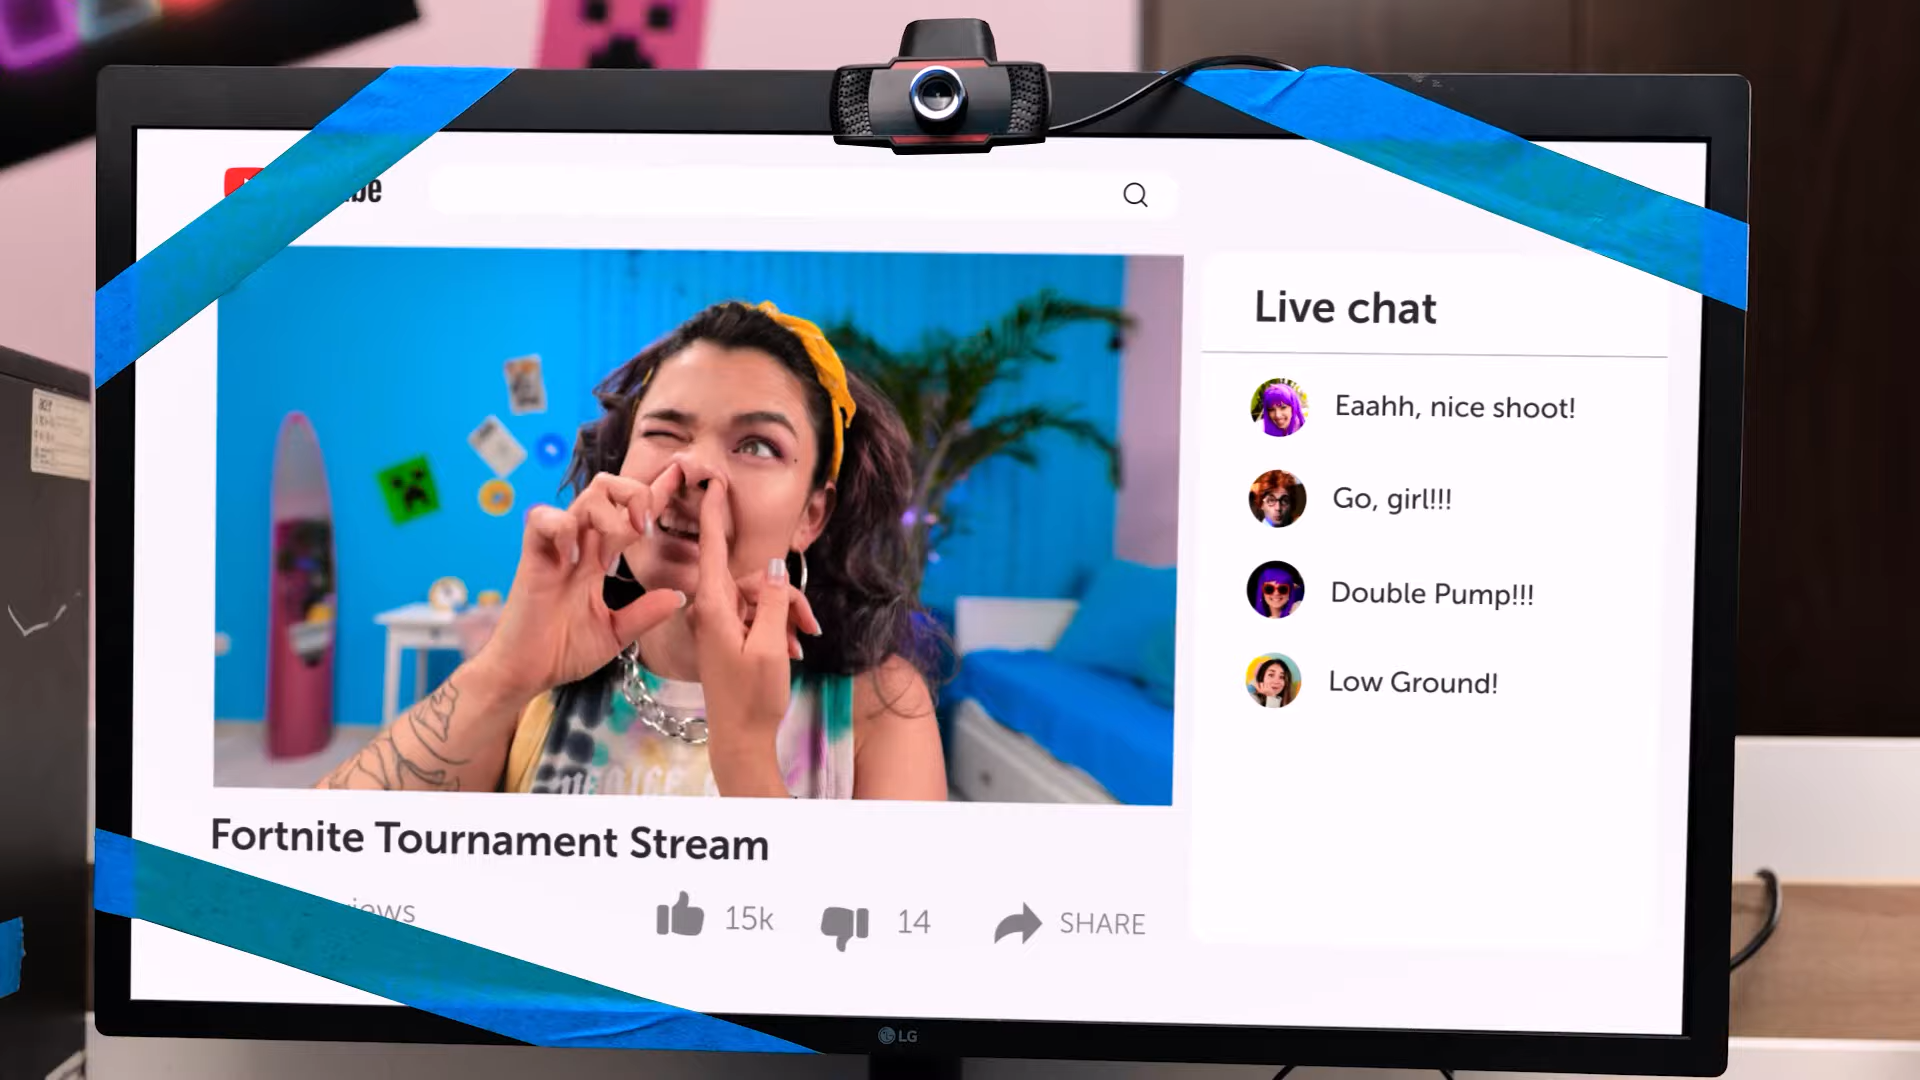 Live chat
Eaahh, nice shoot!
Go, girl!!!
Double Pump!!!
Low Ground!
Fortnite Tournament Stream
15k
14
SHARE
LG